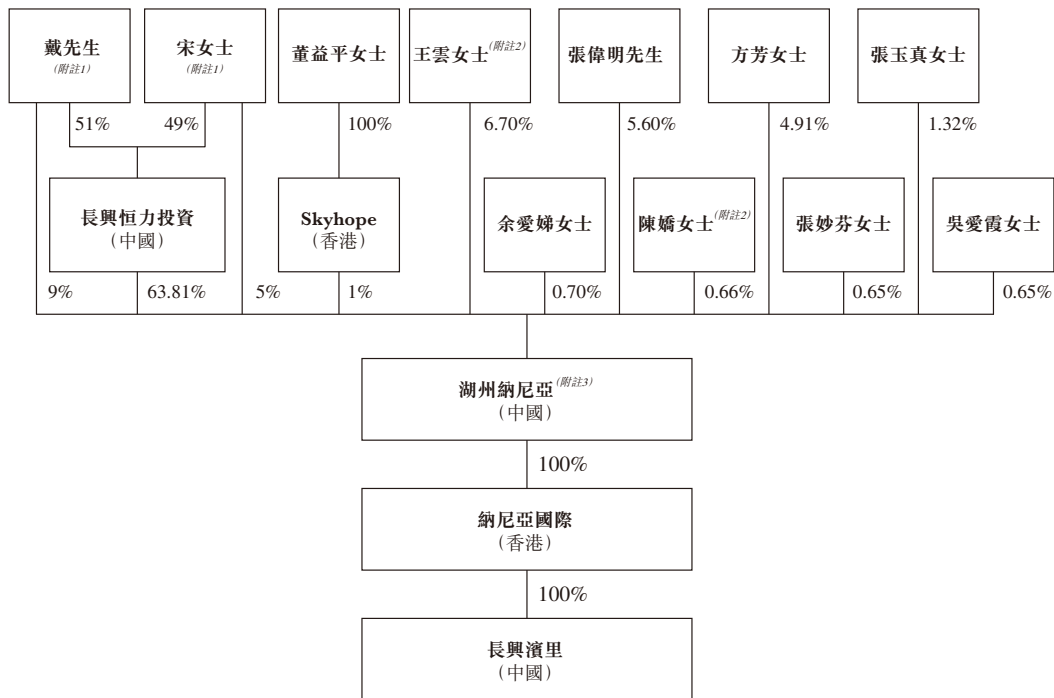 戴先生
(附註1)
宋女士
(附註1)
董益平女士
王雲女士(附註2)
張偉明先生
方芳女士
張玉真女士
51%
49%
100%
6.70%
5.60%
4.91%
1.32%
長興恒力投資
（中國）
Skyhope
（香港）
余愛娣女士
陳嬌女士(附註2)
張妙芬女士
吳愛霞女士
9%
63.81%
5%
1%
0.70%
0.66%
0.65%
0.65%
湖州納尼亞(附註3)
（中國）
100%
納尼亞國際
（香港）
100%
長興濱里
（中國）